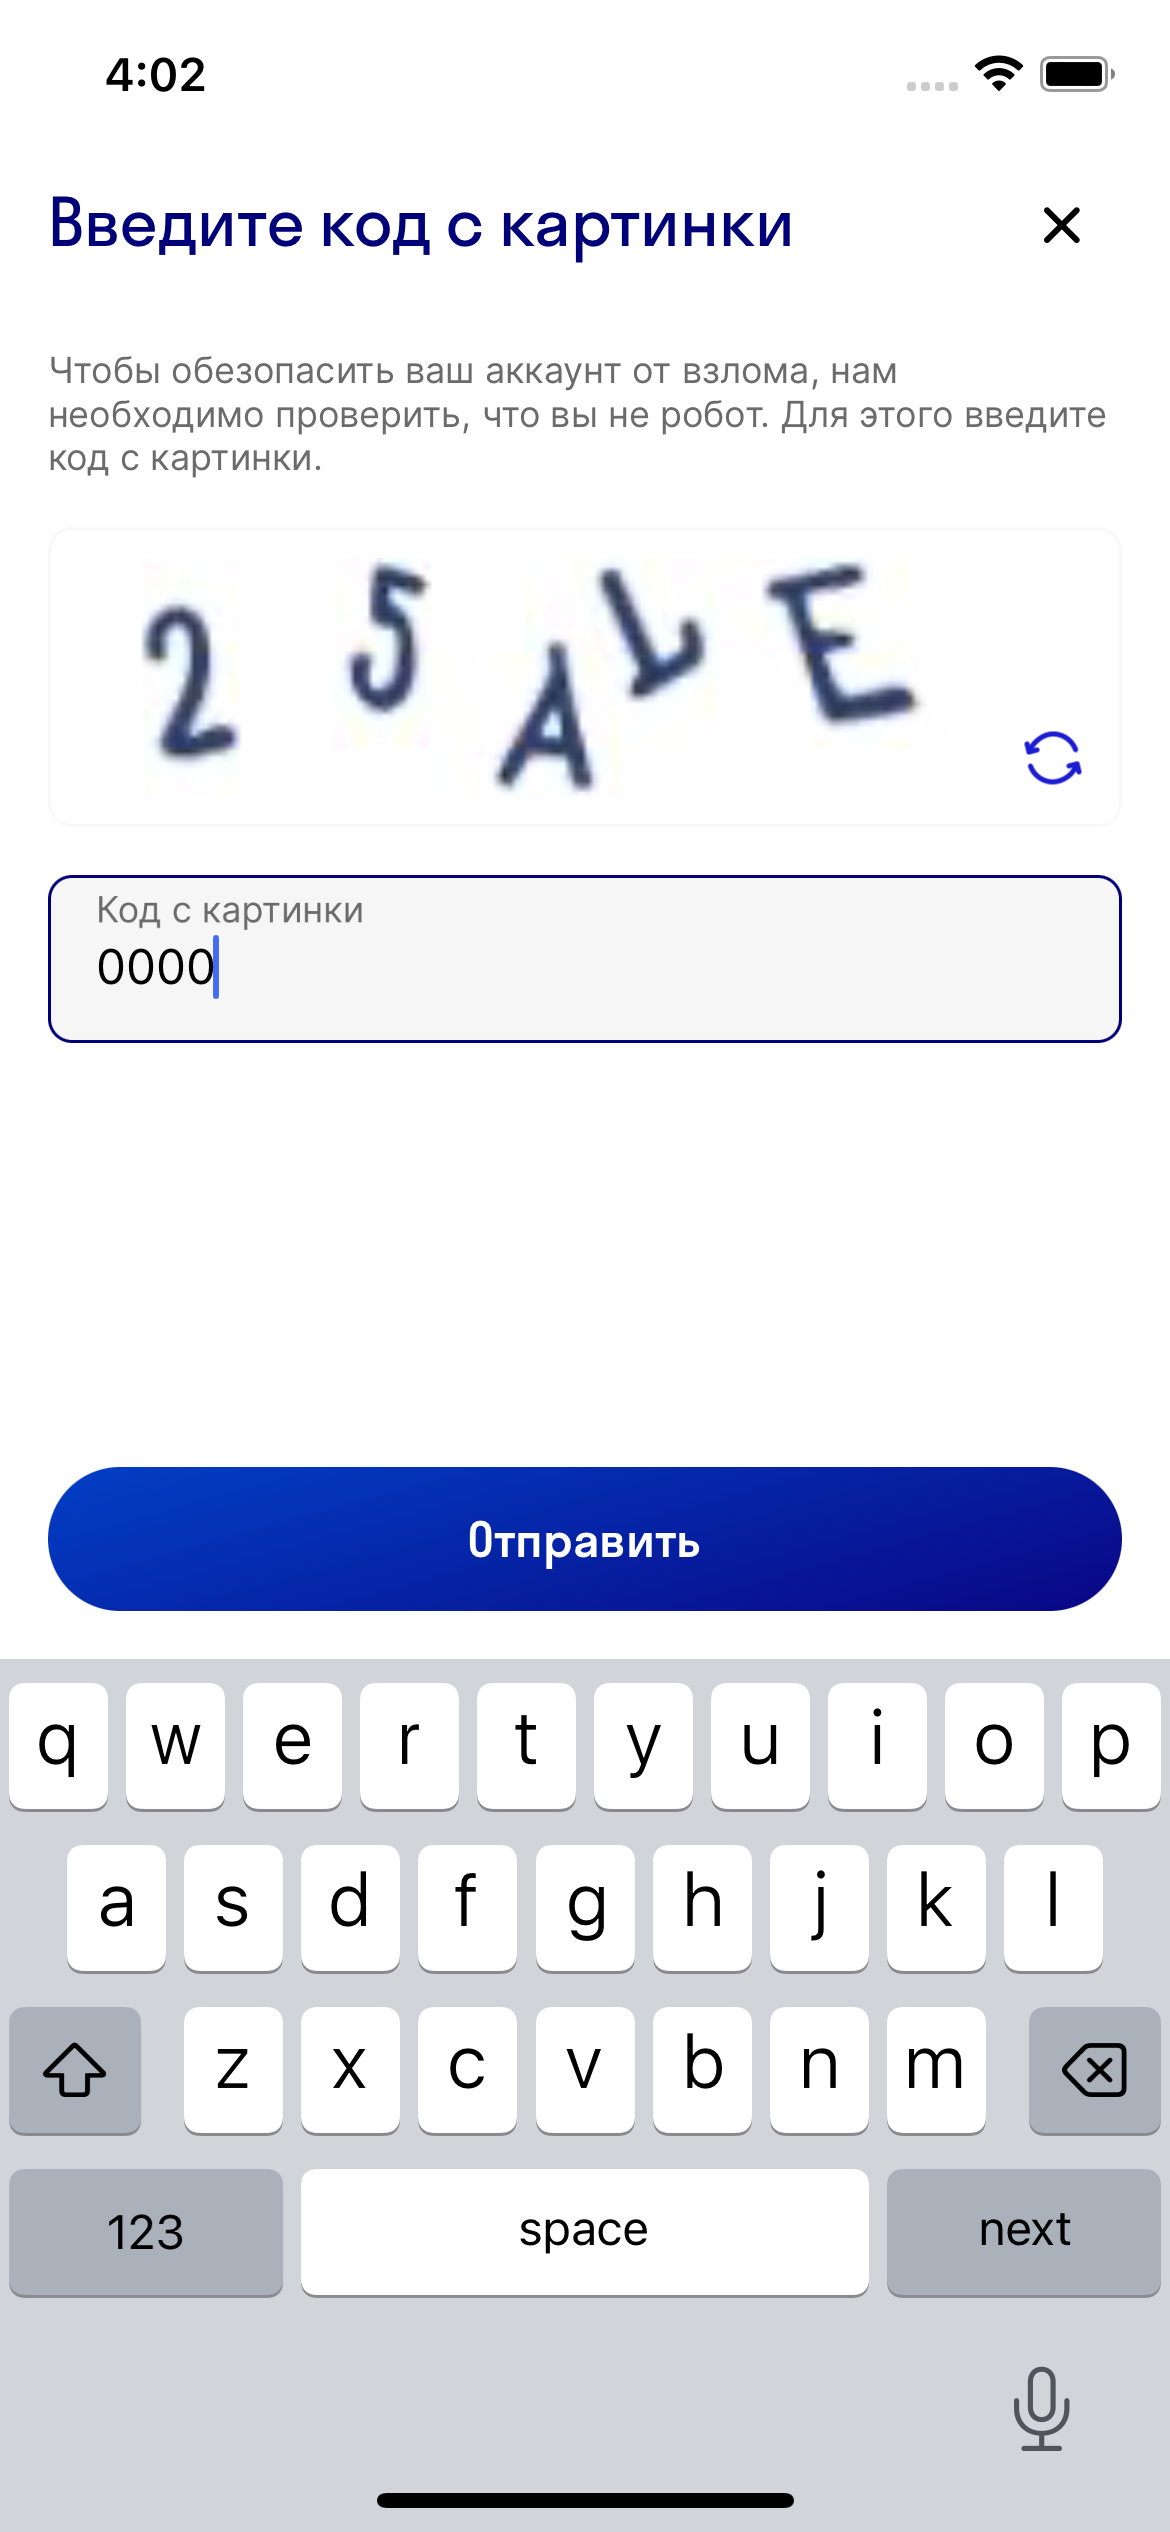 4:02
Введите код с картинки
Чтобы обезопасить ваш аккаунт от взлома, нам
необходимо проверить, что вы не робот. Для этого введите
код с картинки.
2 5 A L E
Код с картинки
0000
Отправить
q w e r t y u i o p
a s d f g h j k l
z x c v b n m
123 space next